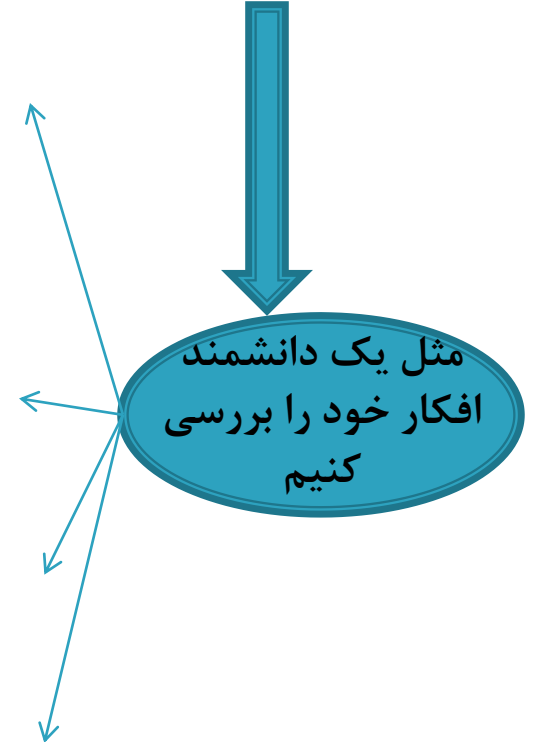 مثل یک دانشمند
افکار خود را بررسی
کنیم